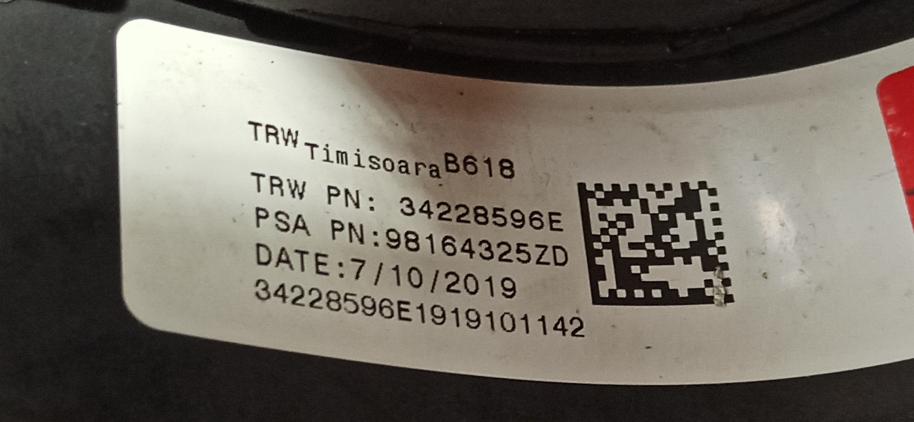 TRW Timisoara B618
TRW PN: 34228596E
PSA PN:98164325ZD
DATE:7/10/2019
34228596E1919101142